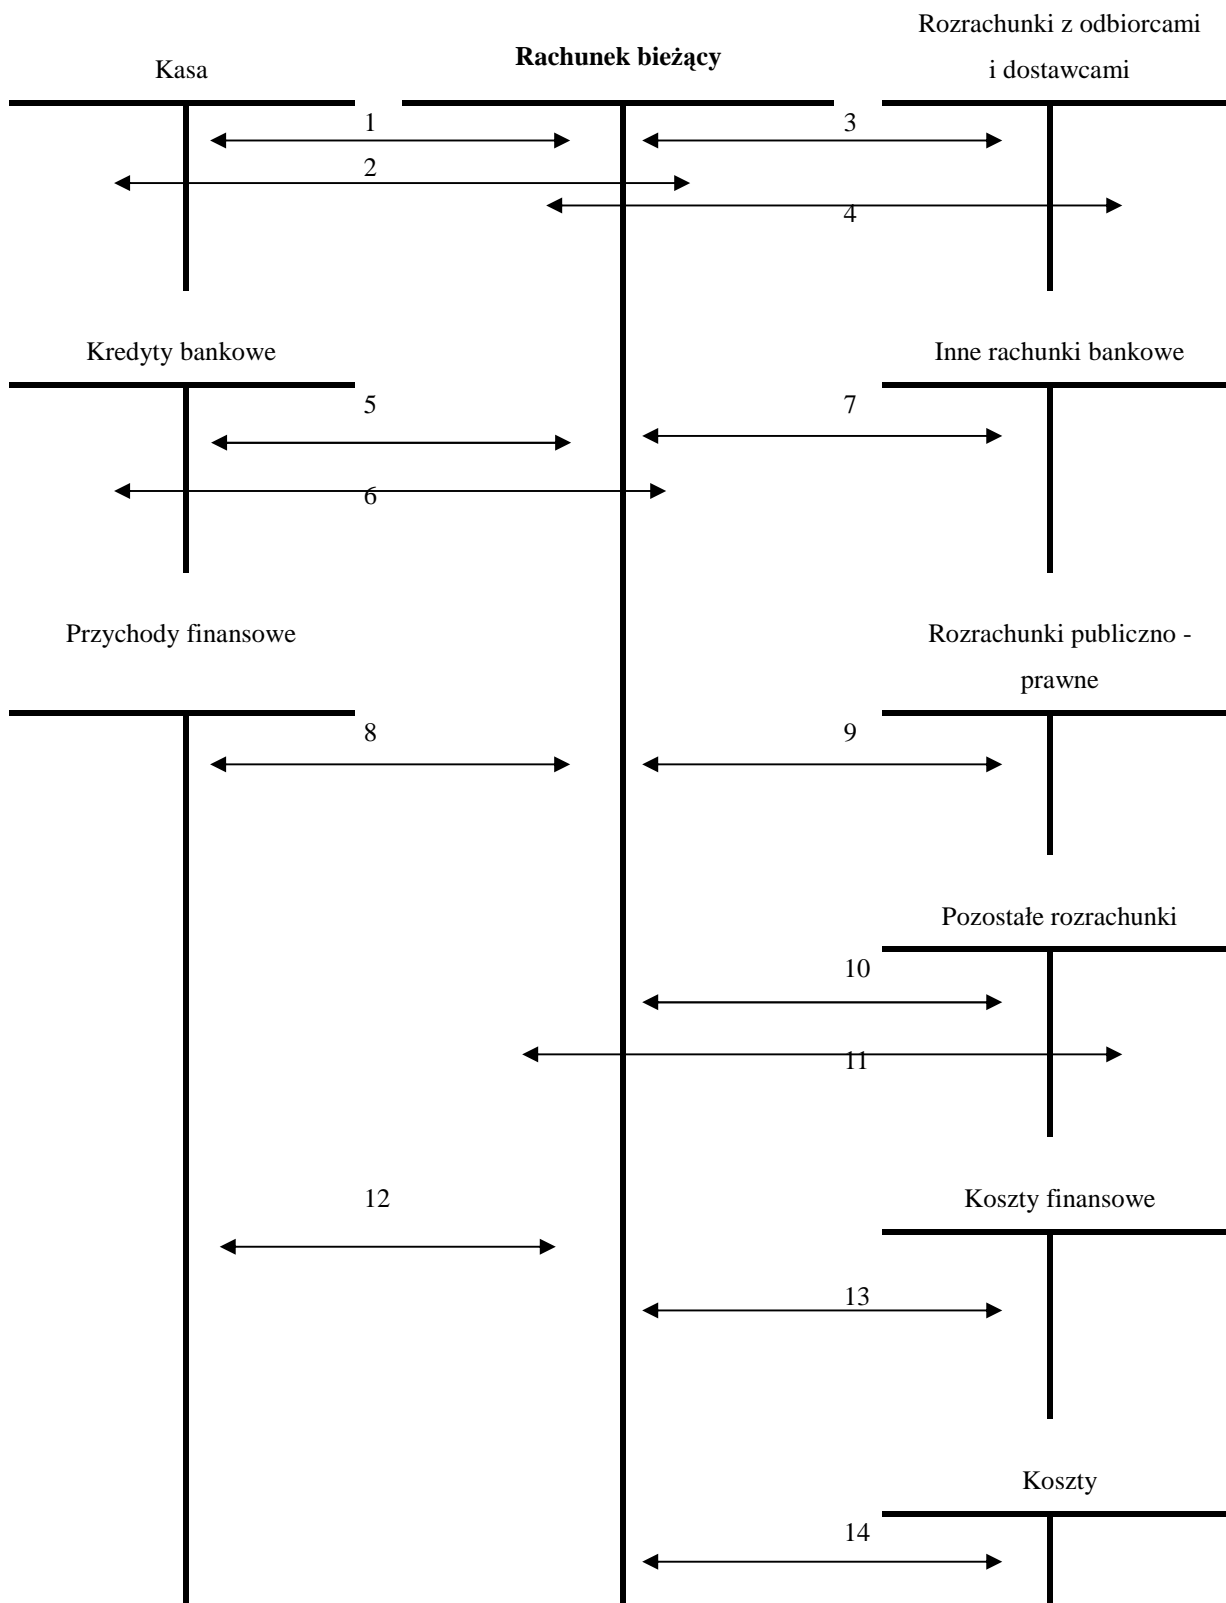 Kasa
Rachunek bieżący
Rozrachunki z odbiorcami
i dostawcami
1
3
2
4
Kredyty bankowe
Inne rachunki bankowe
5
7
6
Przychody finansowe
Rozrachunki publiczno -
prawne
8
9
Pozostałe rozrachunki
10
11
12
Koszty finansowe
13
Koszty
14